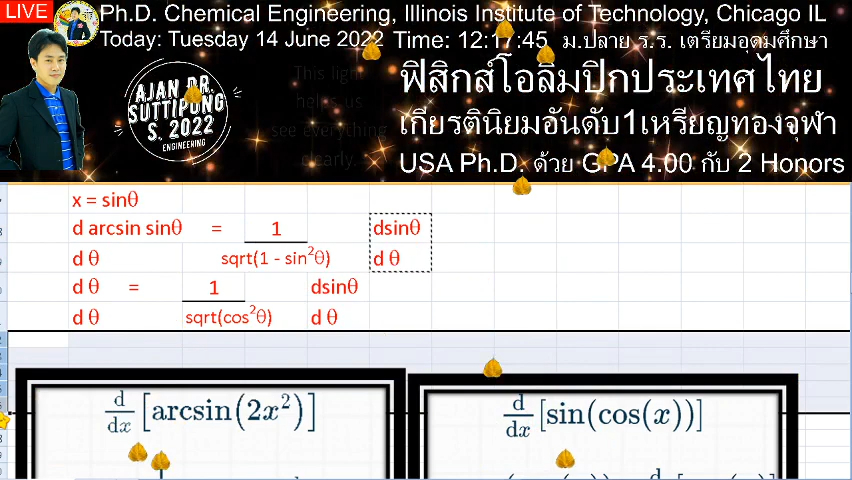 LIVE
Ph.D. Chemical Engineering, Illinois Institute of Technology, Chicago IL
Today: Tuesday 14 June 2022 Time: 12:17:45 ม.ปลาย ร.ร. เตรียมอุดมศึกษา
AJAN DR.
SUTTIPONG
S. 2022
ENGINEERING
This light
helps us
see everything
clearly.
ฟิสิกส์โอลิมปิกประเทศไทย
เกียรตินิยมอันดับ1เหรียญทองจุฬา
USA Ph.D. ด้วย GPA 4.00 กับ 2 Honors
x = sinθ
d arcsin sinθ = 1 dsinθ
d θ sqrt(1 - sin²θ) d θ
d θ = 1 dsinθ
d θ sqrt(cos²θ) d θ
d/dx [arcsin(2x²)]
d/dx [sin(cos(x))]